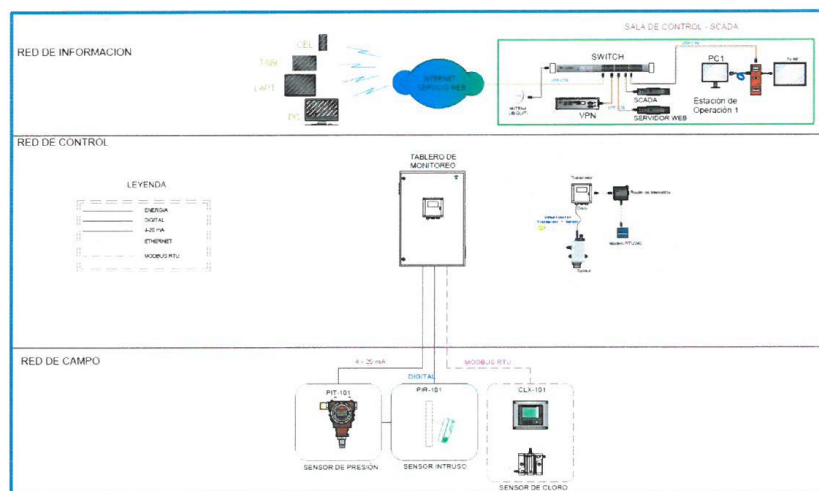 SALA DE CONTROL - SCADA
RED DE INFORMACION
CEL
TAB
LAPT
PC
INTERNET
SERVICIO WEB
SWITCH
PC1
VPN
SCADA
SERVIDOR WEB
Estación de
Operación 1
RED DE CONTROL
TABLERO DE
MONITOREO
LEYENDA
ENERGIA
DIGITAL
4-20 mA
ETHERNET
MODBUS RTU
RED DE CAMPO
4 - 20 mA
MODBUS RTU
DIGITAL
PIT-101
PIR-101
CLX-101
SENSOR DE PRESIÓN
SENSOR INTRUSO
SENSOR DE CLORO